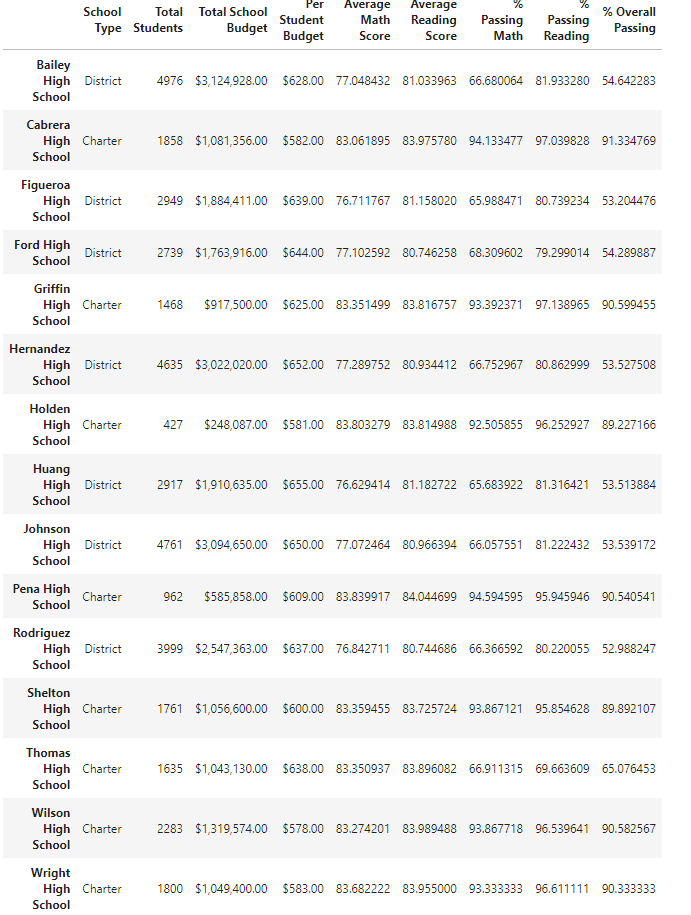 School Type Total Students Total School Budget Per Student Budget Average Math Score Average Reading Score % Passing Math % Passing Reading % Overall Passing
Bailey High School District 4976 $3,124,928.00 $628.00 77.048432 81.033963 66.680064 81.933280 54.642283
Cabrera High School Charter 1858 $1,081,356.00 $582.00 83.061895 83.975780 94.133477 97.039828 91.334769
Figueroa High School District 2949 $1,884,411.00 $639.00 76.711767 81.158020 65.988471 80.739234 53.204476
Ford High School District 2739 $1,763,916.00 $644.00 77.102592 80.746258 68.309602 79.299014 54.289887
Griffin High School Charter 1468 $917,500.00 $625.00 83.351499 83.816757 93.392371 97.138965 90.599455
Hernandez High School District 4635 $3,022,020.00 $652.00 77.289752 80.934412 66.752967 80.862999 53.527508
Holden High School Charter 427 $248,087.00 $581.00 83.803279 83.814988 92.505855 96.252927 89.227166
Huang High School District 2917 $1,910,635.00 $655.00 76.629414 81.182722 65.683922 81.316421 53.513884
Johnson High School District 4761 $3,094,650.00 $650.00 77.072464 80.966394 66.057551 81.222432 53.539172
Pena High School Charter 962 $585,858.00 $609.00 83.839917 84.044699 94.594595 95.945946 90.540541
Rodriguez High School District 3999 $2,547,363.00 $637.00 76.842711 80.744686 66.366592 80.220055 52.988247
Shelton High School Charter 1761 $1,056,600.00 $600.00 83.359455 83.725724 93.867121 95.854628 89.892107
Thomas High School Charter 1635 $1,043,130.00 $638.00 83.350937 83.896082 66.911315 69.663609 65.076453
Wilson High School Charter 2283 $1,319,574.00 $578.00 83.274201 83.989488 93.867718 96.539641 90.582567
Wright High School Charter 1800 $1,049,400.00 $583.00 83.682222 83.955000 93.333333 96.611111 90.333333